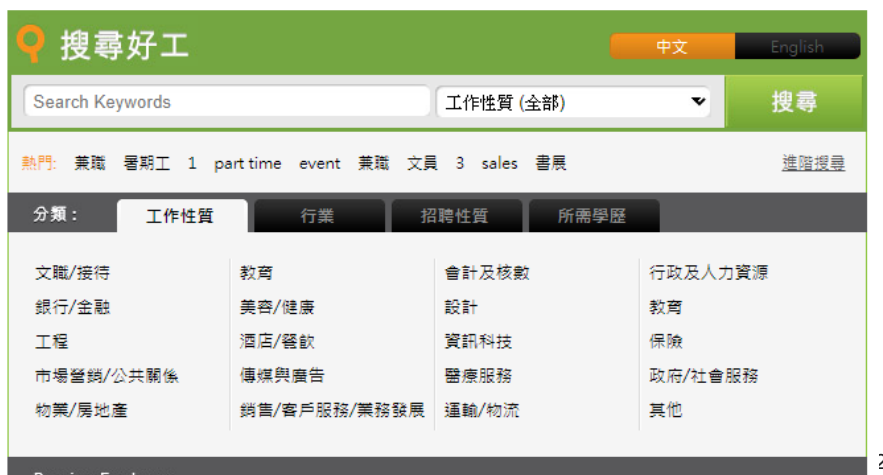 搜尋好工 中文 English
Search Keywords 工作性質 (全部) 搜尋
熱門: 兼職 暑期工 1 part time event 兼職 文員 3 sales 書展 進階搜尋
分類： 工作性質 行業 招聘性質 所需學歷
文職/接待 教育 會計及核數 行政及人力資源
銀行/金融 美容/健康 設計 教育
工程 酒店/餐飲 資訊科技 保險
市場營銷/公共關係 傳媒與廣告 醫療服務 政府/社會服務
物業/房地產 銷售/客戶服務/業務發展 運輸/物流 其他